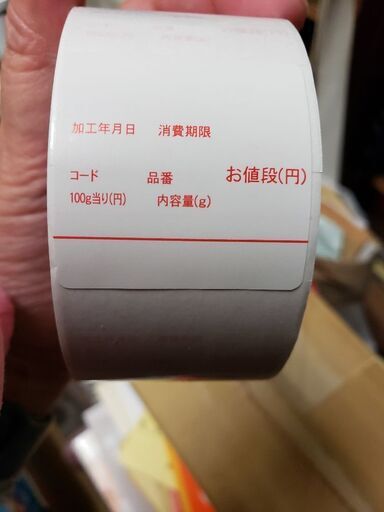 加工年月日　消費期限
コード　品番　お値段(円)
100g当り(円)　内容量(g)